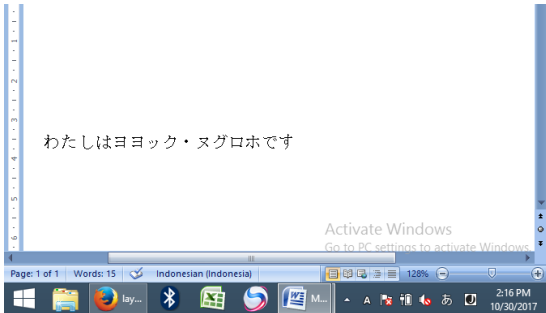 わたしはヨヨック・ヌグロホです
Activate Windows
Go to PC settings to activate Windows.
Page: 1 of 1 Words: 15 Indonesian (Indonesia) 128%
lay... M... A あ 2:16 PM
10/30/2017